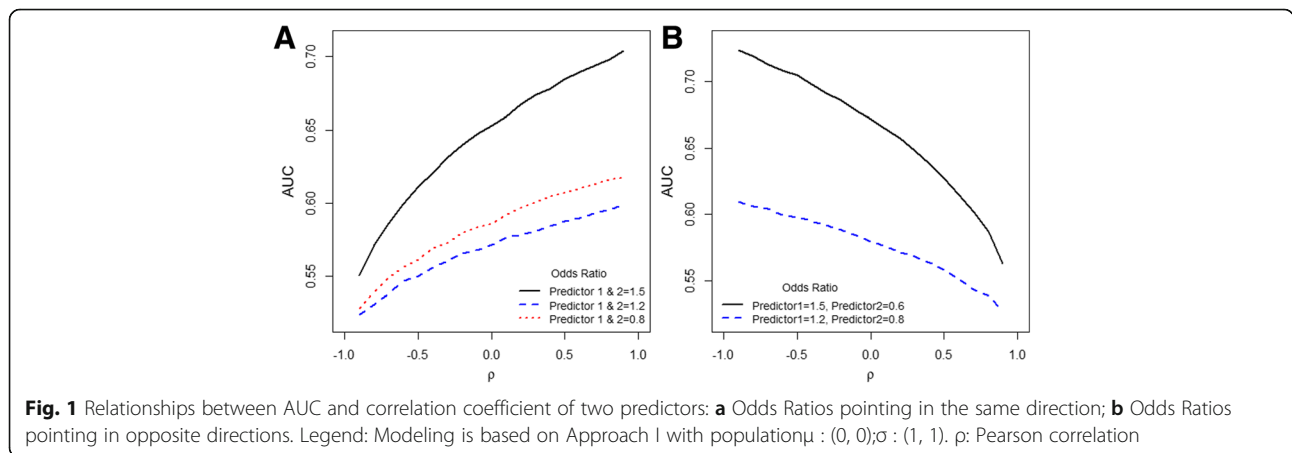 A
B
0.70
0.65
0.60
0.55
AUC
-1.0
-0.5
0.0
0.5
1.0
ρ
Odds Ratio
Predictor 1 & 2=1.5
Predictor 1 & 2=1.2
Predictor 1 & 2=0.8
0.70
0.65
0.60
0.55
AUC
-1.0
-0.5
0.0
0.5
1.0
ρ
Odds Ratio
Predictor1=1.5, Predictor2=0.6
Predictor1=1.2, Predictor2=0.8
Fig. 1 Relationships between AUC and correlation coefficient of two predictors: a Odds Ratios pointing in the same direction; b Odds Ratios
pointing in opposite directions. Legend: Modeling is based on Approach I with populationμ : (0, 0);σ : (1, 1). ρ: Pearson correlation